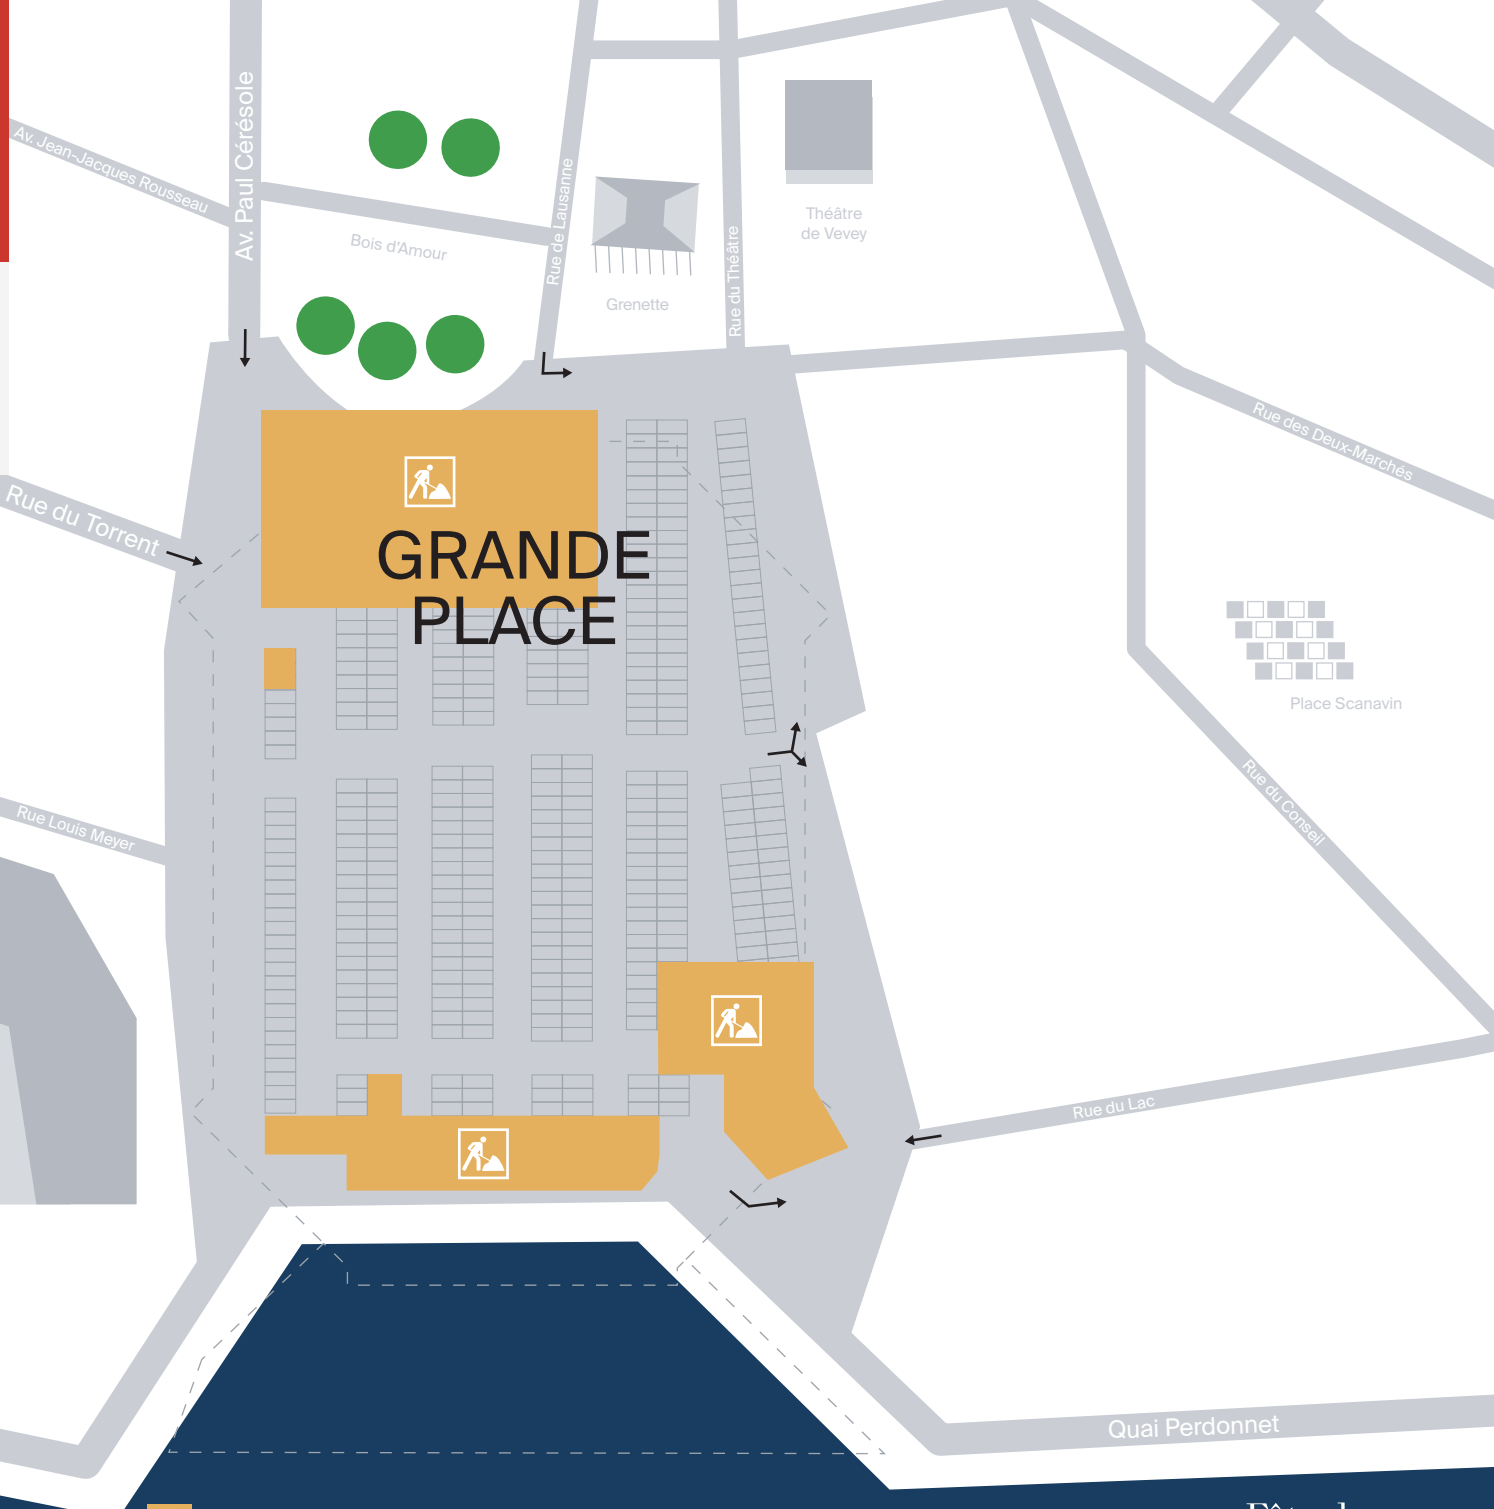 Av. Paul Cérésole
Av. Jean-Jacques Rousseau
Bois d'Amour
Rue de Lausanne
Grenette
Rue du Théâtre
Théâtre
de Vevey
Rue des Deux-Marchés
Rue du Torrent
GRANDE
PLACE
Place Scanavin
Rue Louis Meyer
Rue du Conseil
Rue du Lac
Quai Perdonnet